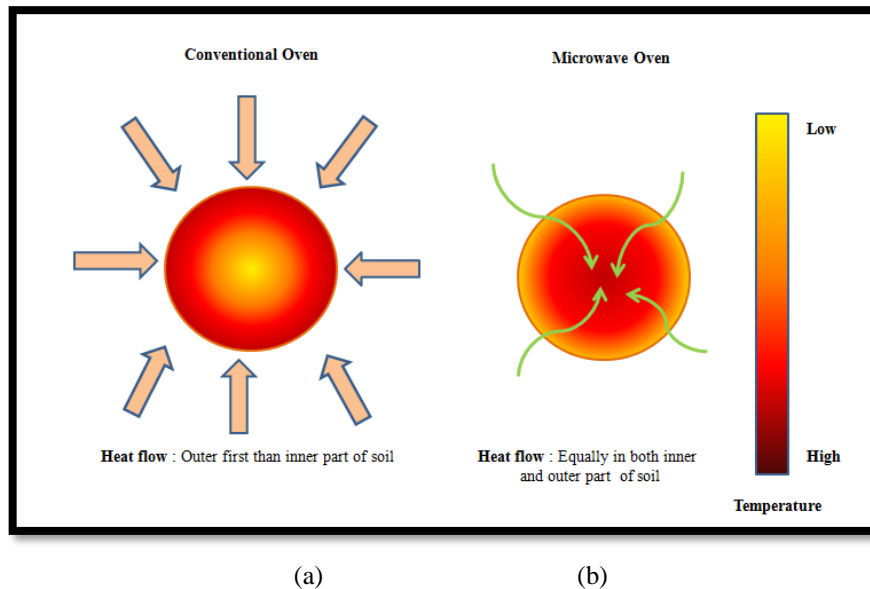 Conventional Oven
Microwave Oven
Low
Heat flow : Outer first than inner part of soil
Heat flow : Equally in both inner
and outer part of soil
High
Temperature
(a)
(b)